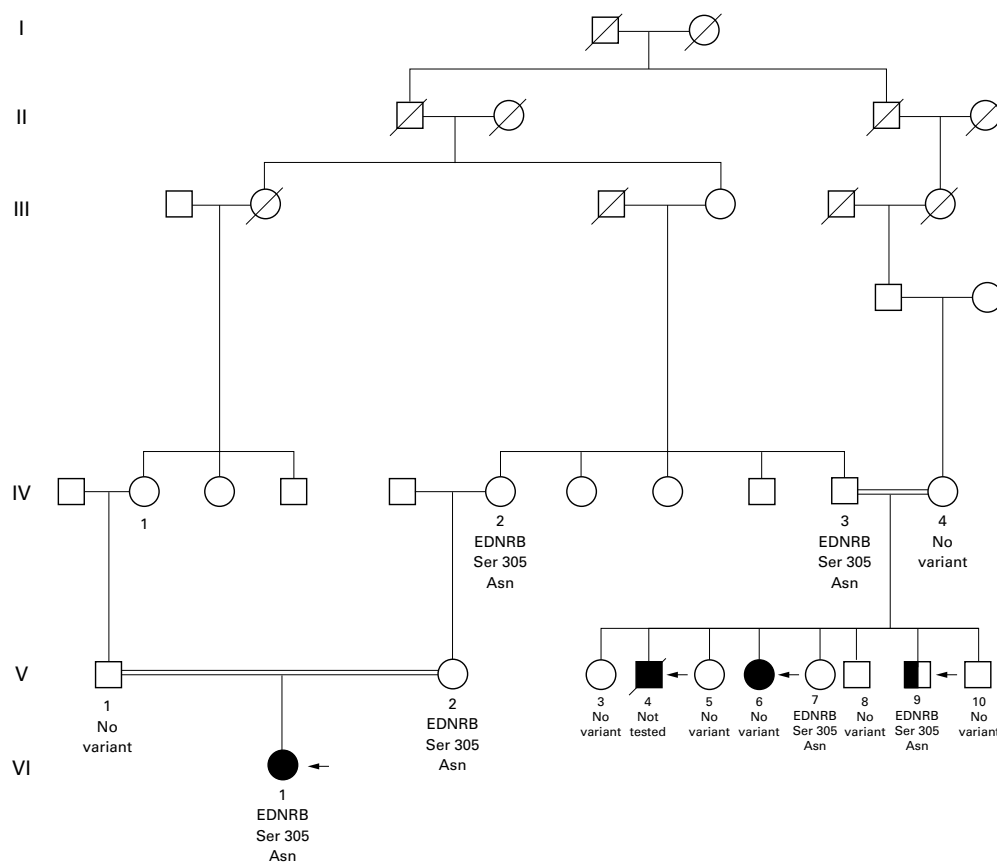 I
II
III
IV
1
2
EDNRB
Ser 305
Asn
3
EDNRB
Ser 305
Asn
4
No
variant
V
1
No
variant
2
EDNRB
Ser 305
Asn
3
No
variant
4
Not
tested
5
No
variant
6
No
variant
7
EDNRB
Ser 305
Asn
8
No
variant
9
EDNRB
Ser 305
Asn
10
No
variant
VI
1
EDNRB
Ser 305
Asn